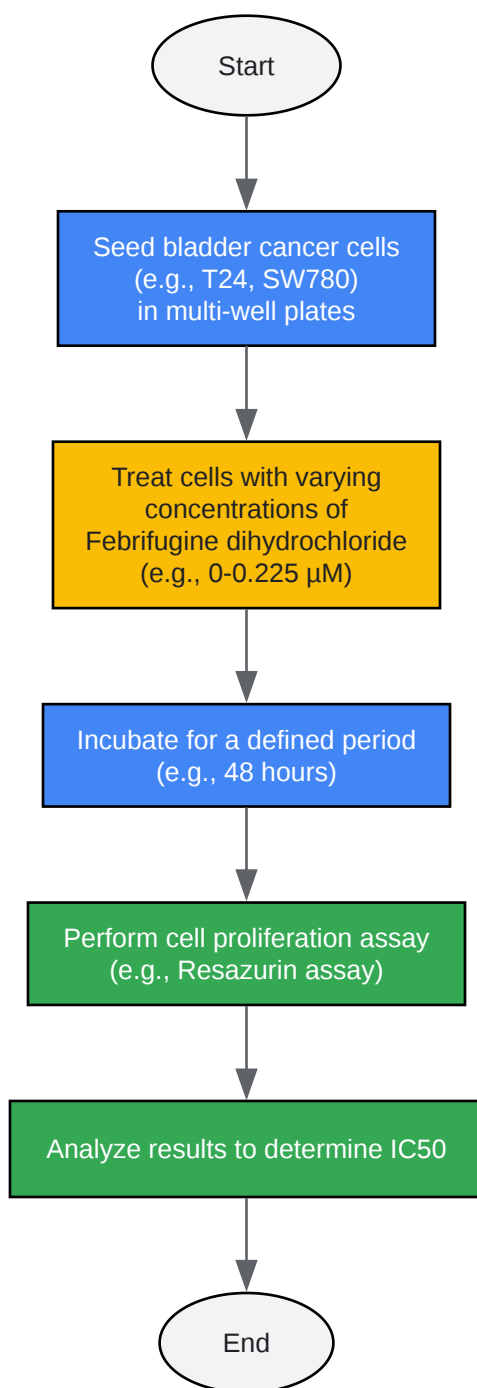 Start
Seed bladder cancer cells
(e.g., T24, SW780)
in multi-well plates
Treat cells with varying
concentrations of
Febrifugine dihydrochloride
(e.g., 0-0.225 µM)
Incubate for a defined period
(e.g., 48 hours)
Perform cell proliferation assay
(e.g., Resazurin assay)
Analyze results to determine IC50
End